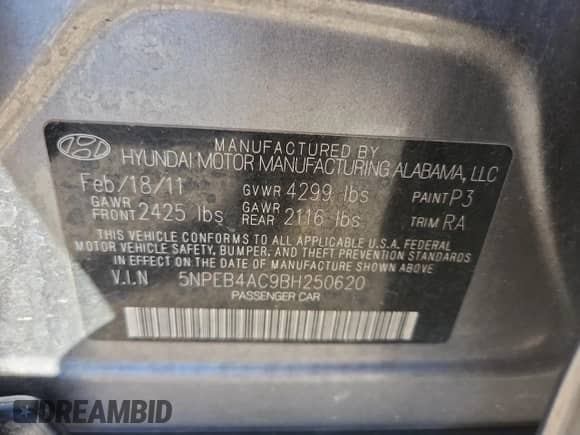 MANUFACTURED BY
HYUNDAI MOTOR MANUFACTURING ALABAMA, LLC
Feb/18/11 GVWR 4299 lbs PAINT P3
GAWR FRONT 2425 lbs GAWR REAR 2116 lbs TRIM RA
THIS VEHICLE CONFORMS TO ALL APPLICABLE U.S.A. FEDERAL
MOTOR VEHICLE SAFETY, BUMPER, AND THEFT PREVENTION STANDARDS
IN EFFECT ON THE DATE OF MANUFACTURE SHOWN ABOVE.
V.I.N 5NPEB4AC9BH250620
PASSENGER CAR
DREAMBID